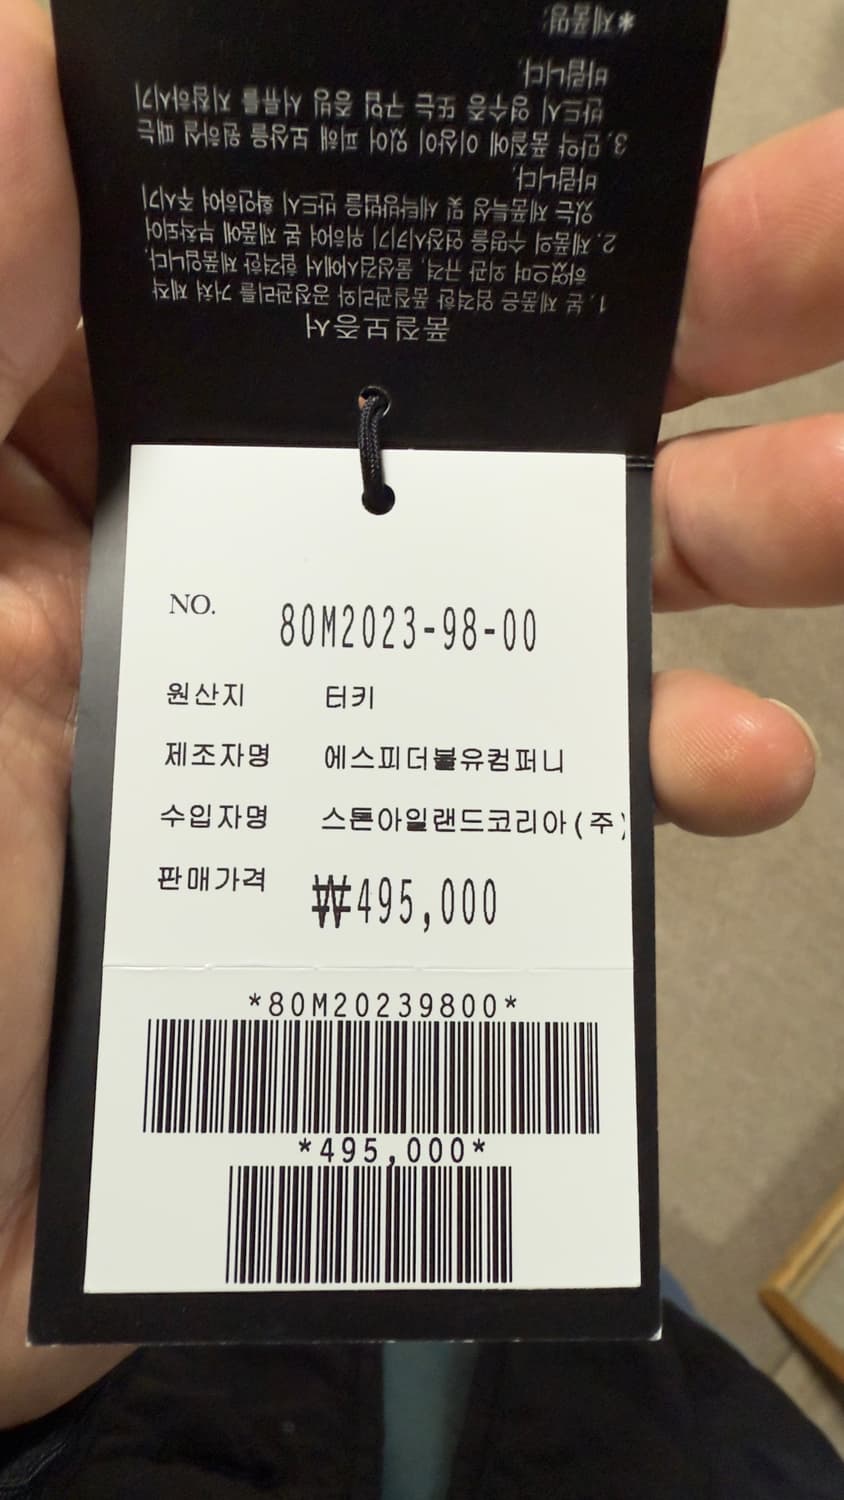 품질보증서
1. 본 제품은 엄격한 품질관리와 공정관리를 거쳐 제작
하였으며 외관 규격, 물성검사에서 합격한 제품입니다.
2. 제품의 수명을 연장시키기 위하여 본 제품에 부착되어
있는 제품특성 및 세탁방법을 반드시 확인하여 주시기
바랍니다.
3. 만약 품질에 이상이 있어 피해 보상을 원하실 때는
반드시 영수증 또는 구입 증빙 서류를 지참하시기
바랍니다.
*제품명:
NO. 80M2023-98-00
원산지 터키
제조자명 에스피더블유컴퍼니
수입자명 스톤아일랜드코리아(주)
판매가격 ₩495,000
*80M20239800*
*495,000*